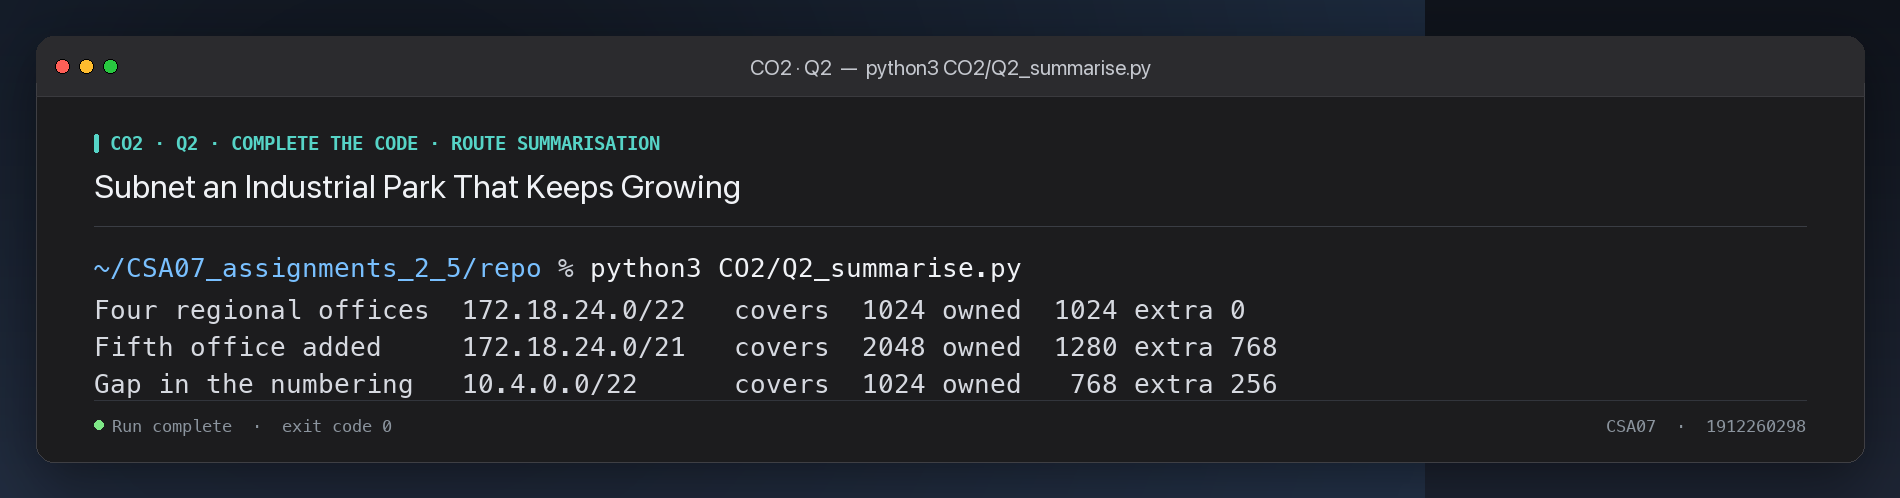 CO2 · Q2 — python3 CO2/Q2_summarise.py
CO2 · Q2 · COMPLETE THE CODE · ROUTE SUMMARISATION
Subnet an Industrial Park That Keeps Growing
~/CSA07_assignments_2_5/repo % python3 CO2/Q2_summarise.py
Four regional offices  172.18.24.0/22   covers  1024 owned  1024 extra 0
Fifth office added     172.18.24.0/21   covers  2048 owned  1280 extra 768
Gap in the numbering   10.4.0.0/22      covers  1024 owned   768 extra 256
Run complete · exit code 0
CSA07 · 1912260298